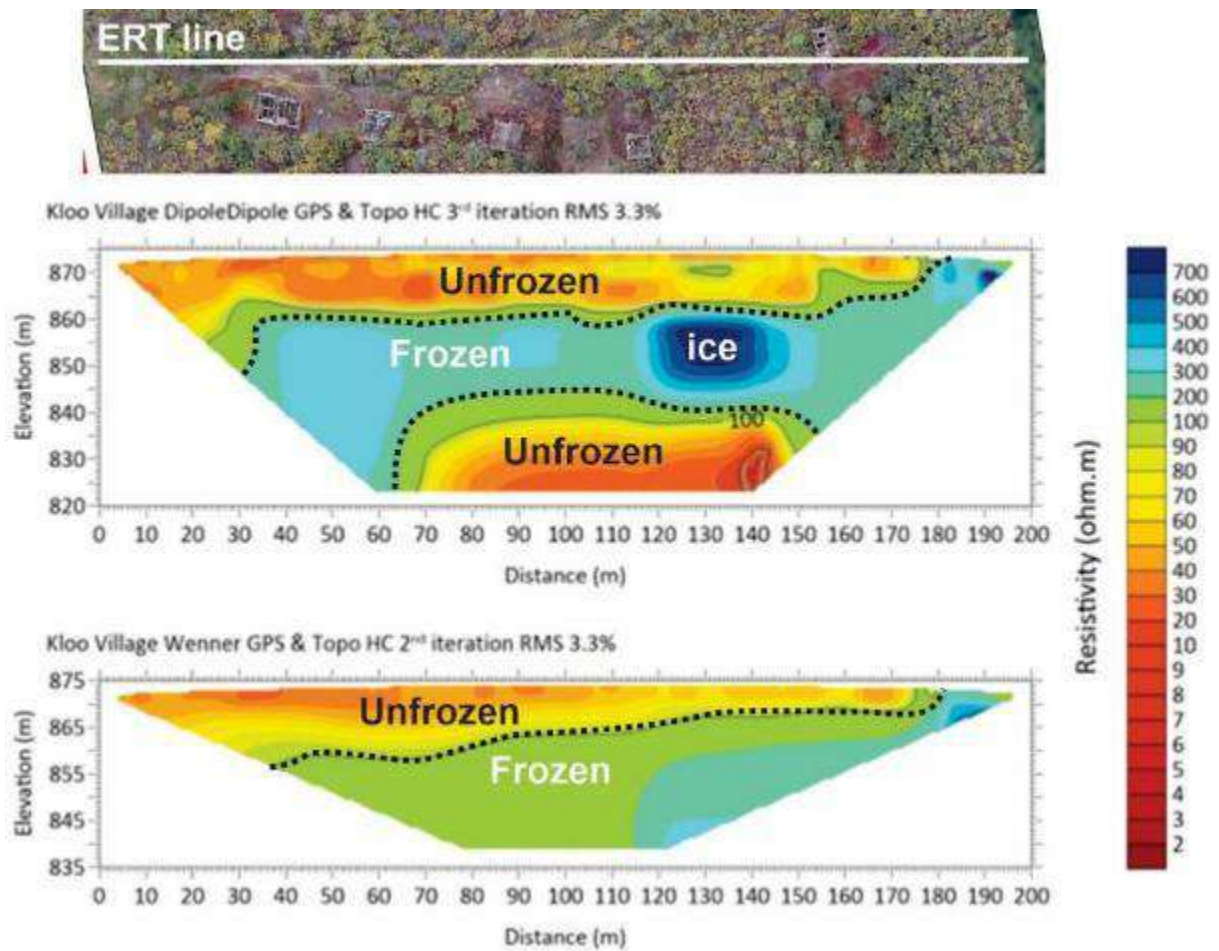 ERT line
Kloo Village DipoleDipole GPS & Topo HC 3rd iteration RMS 3.3%
Elevation (m)
870
860
850
840
830
820
Unfrozen
Frozen
ice
100
Unfrozen
0 10 20 30 40 50 60 70 80 90 100 110 120 130 140 150 160 170 180 190 200
Distance (m)
Kloo Village Wenner GPS & Topo HC 2nd iteration RMS 3.3%
Elevation (m)
875
865
855
845
835
Unfrozen
Frozen
0 10 20 30 40 50 60 70 80 90 100 110 120 130 140 150 160 170 180 190 200
Distance (m)
Resistivity (ohm.m)
700
600
500
400
300
200
100
90
80
70
60
50
40
30
20
10
9
8
7
6
5
4
3
2